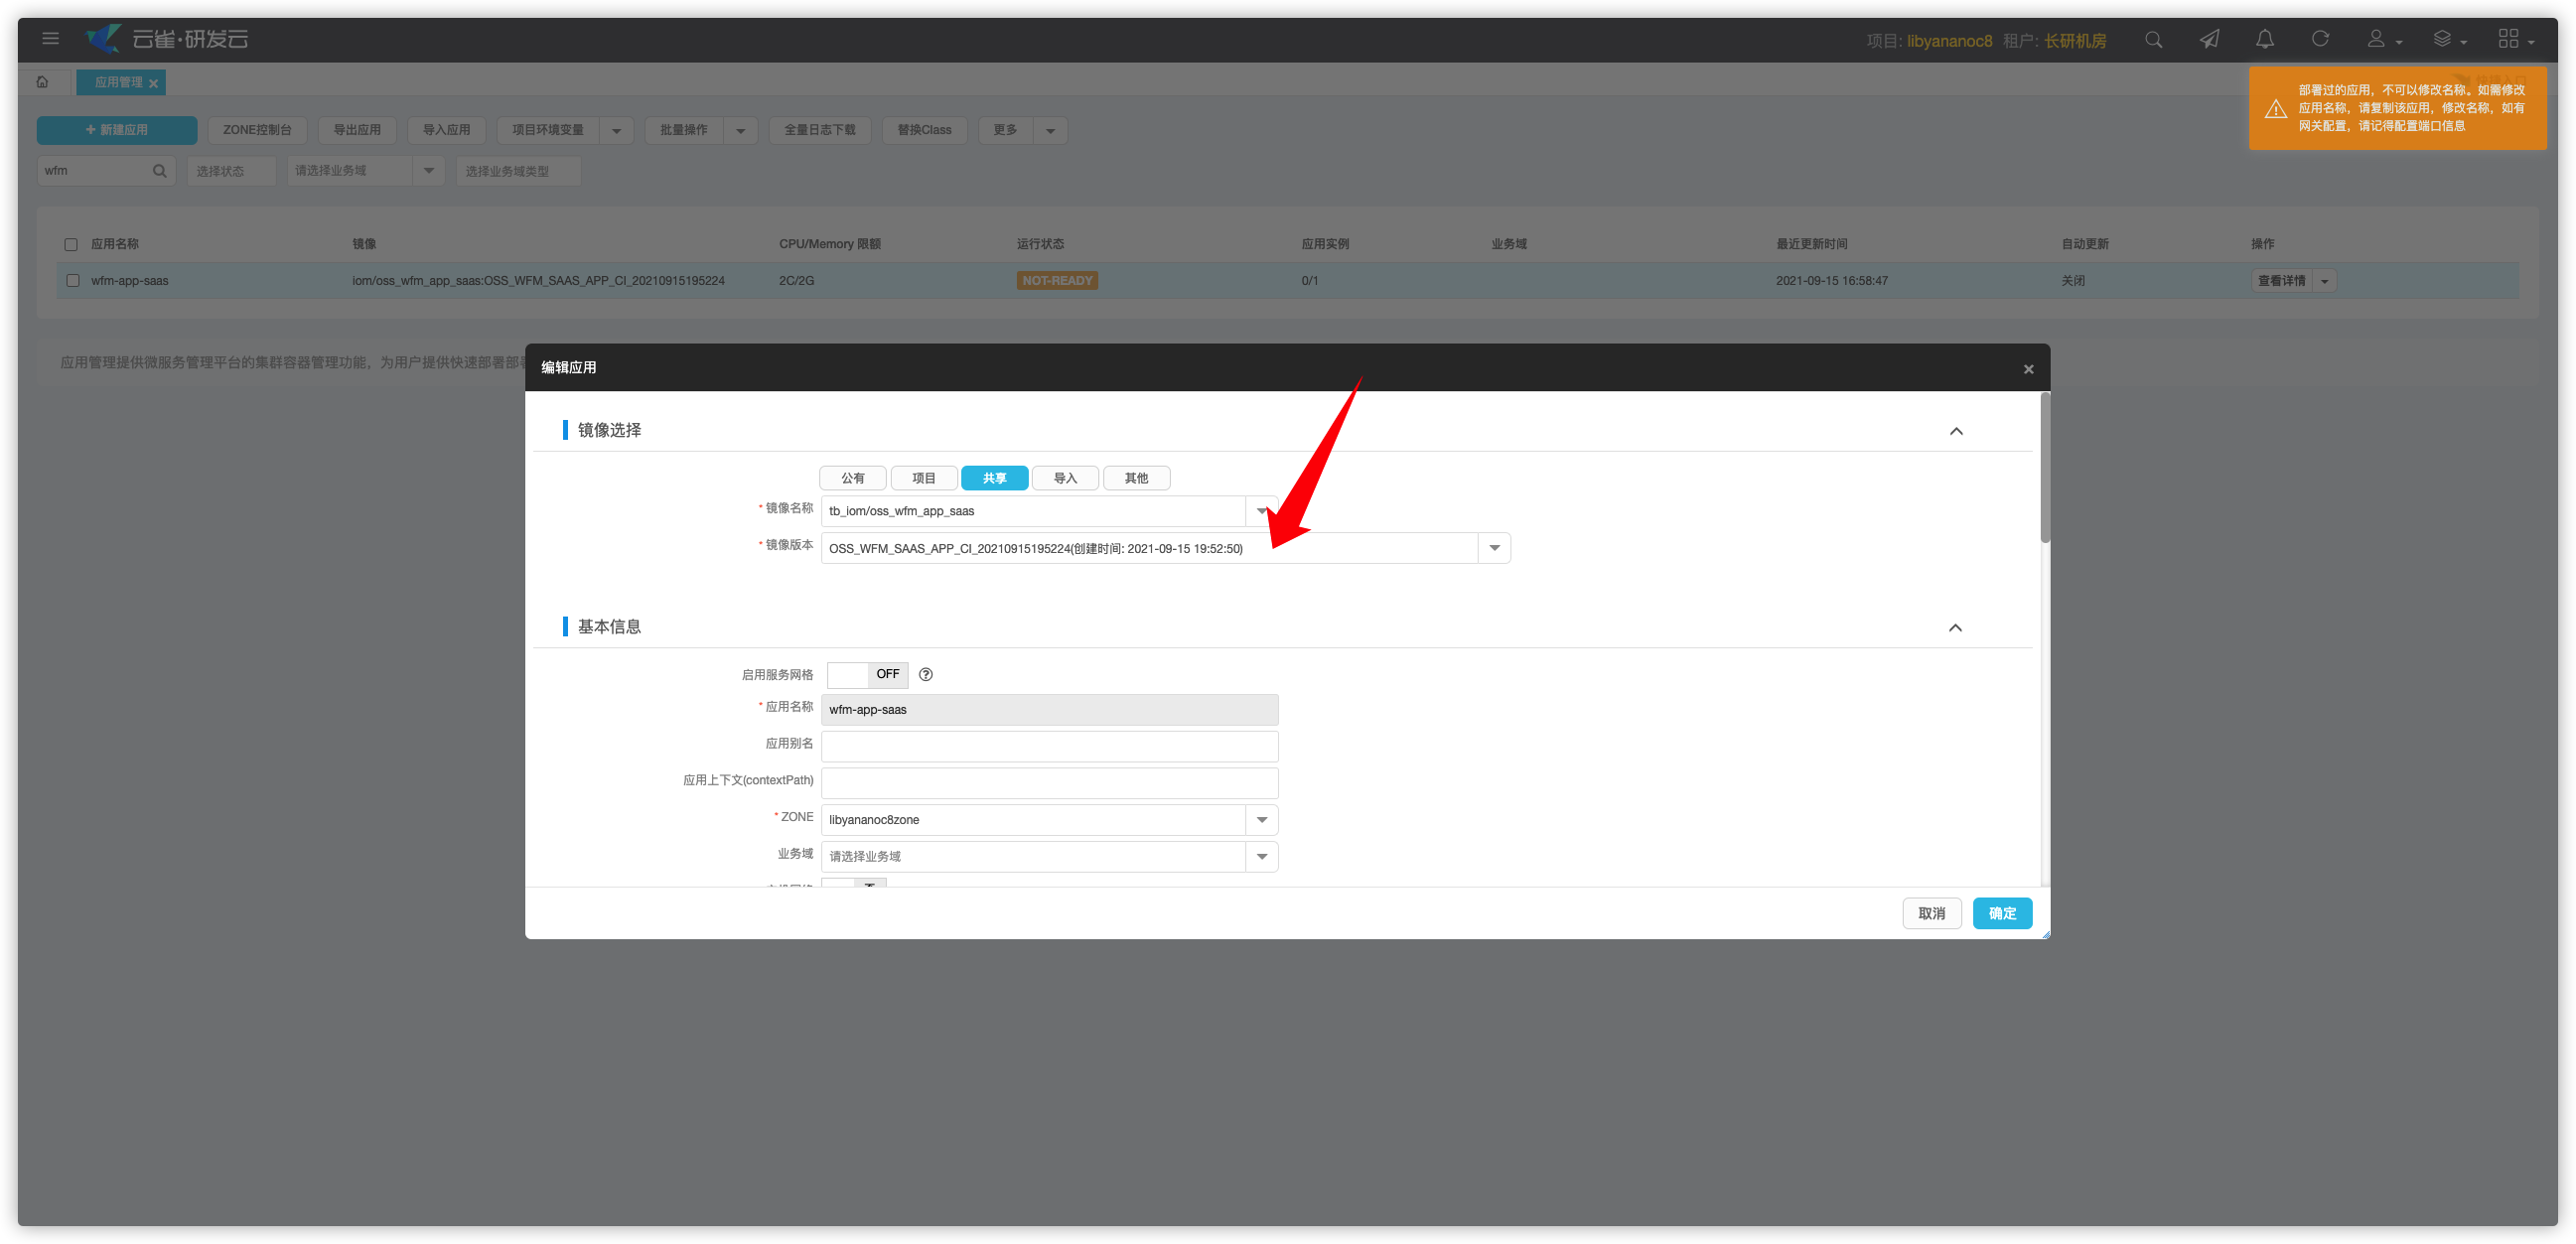 云雀·研发云
项目: libyananoc8 租户: 长研机房
应用管理
快捷入口
部署过的应用，不可以修改名称。如需修改
应用名称，请复制该应用，修改名称，如有
网关配置，请记得配置端口信息
+ 新建应用 ZONE控制台 导出应用 导入应用 项目环境变量 批量操作 全量日志下载 替换Class 更多
wfm 选择状态 请选择业务域 选择业务域类型
应用名称 镜像 CPU/Memory 限额 运行状态 应用实例 业务域 最近更新时间 自动更新 操作
wfm-app-saas iom/oss_wfm_app_saas:OSS_WFM_SAAS_APP_CI_20210915195224 2C/2G NOT-READY 0/1 2021-09-15 16:58:47 关闭 查看详情
应用管理提供微服务管理平台的集群容器管理功能，为用户提供快速部署部
编辑应用
镜像选择
公有 项目 共享 导入 其他
* 镜像名称 tb_iom/oss_wfm_app_saas
* 镜像版本 OSS_WFM_SAAS_APP_CI_20210915195224(创建时间: 2021-09-15 19:52:50)
基本信息
启用服务网格 OFF
* 应用名称 wfm-app-saas
应用别名
应用上下文(contextPath)
* ZONE libyananoc8zone
业务域 请选择业务域
取消 确定